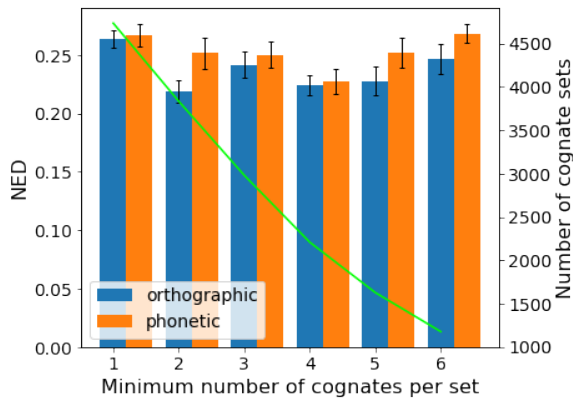 NED
0.25
0.20
0.15
0.10
0.05
0.00
orthographic
phonetic
1 2 3 4 5 6
Minimum number of cognates per set
4500
4000
3500
3000
2500
2000
1500
1000
Number of cognate sets